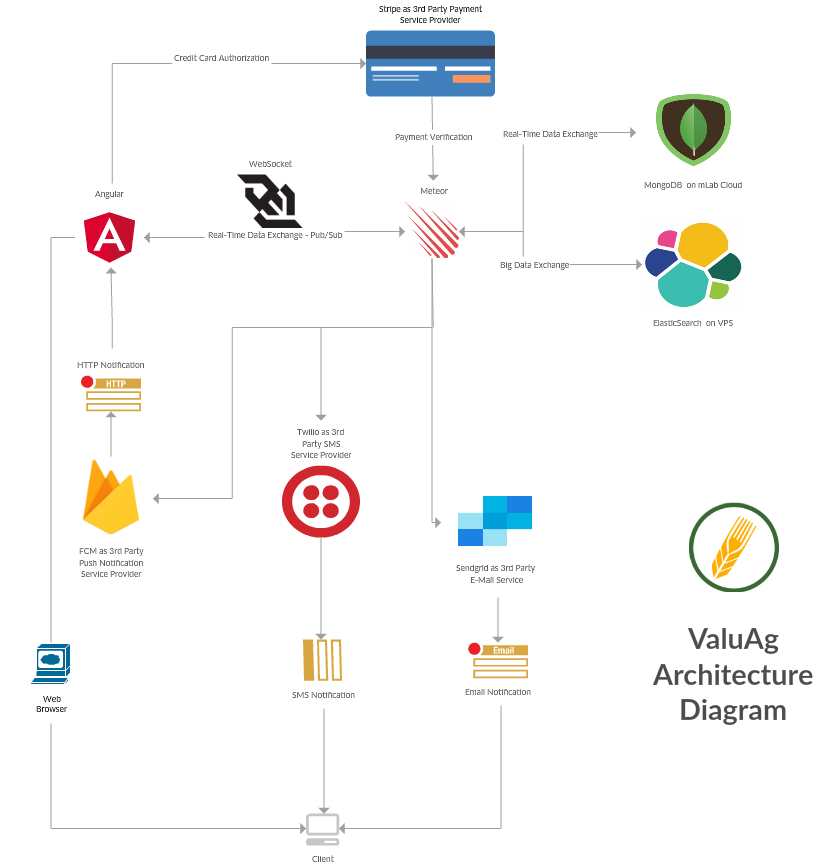 Stripe as 3rd Party Payment
Service Provider
Credit Card Authorization
Payment Verification
Real-Time Data Exchange
MongoDB on mLab Cloud
WebSocket
Angular
Meteor
Real-Time Data Exchange - Pub/Sub
Big Data Exchange
ElasticSearch on VPS
HTTP Notification
HTTP
Twilio as 3rd
Party SMS
Service Provider
FCM as 3rd Party
Push Notification
Service Provider
Sendgrid as 3rd Party
E-Mail Service
ValuAg
Architecture
Diagram
Web
Browser
SMS Notification
Email
Email Notification
Client